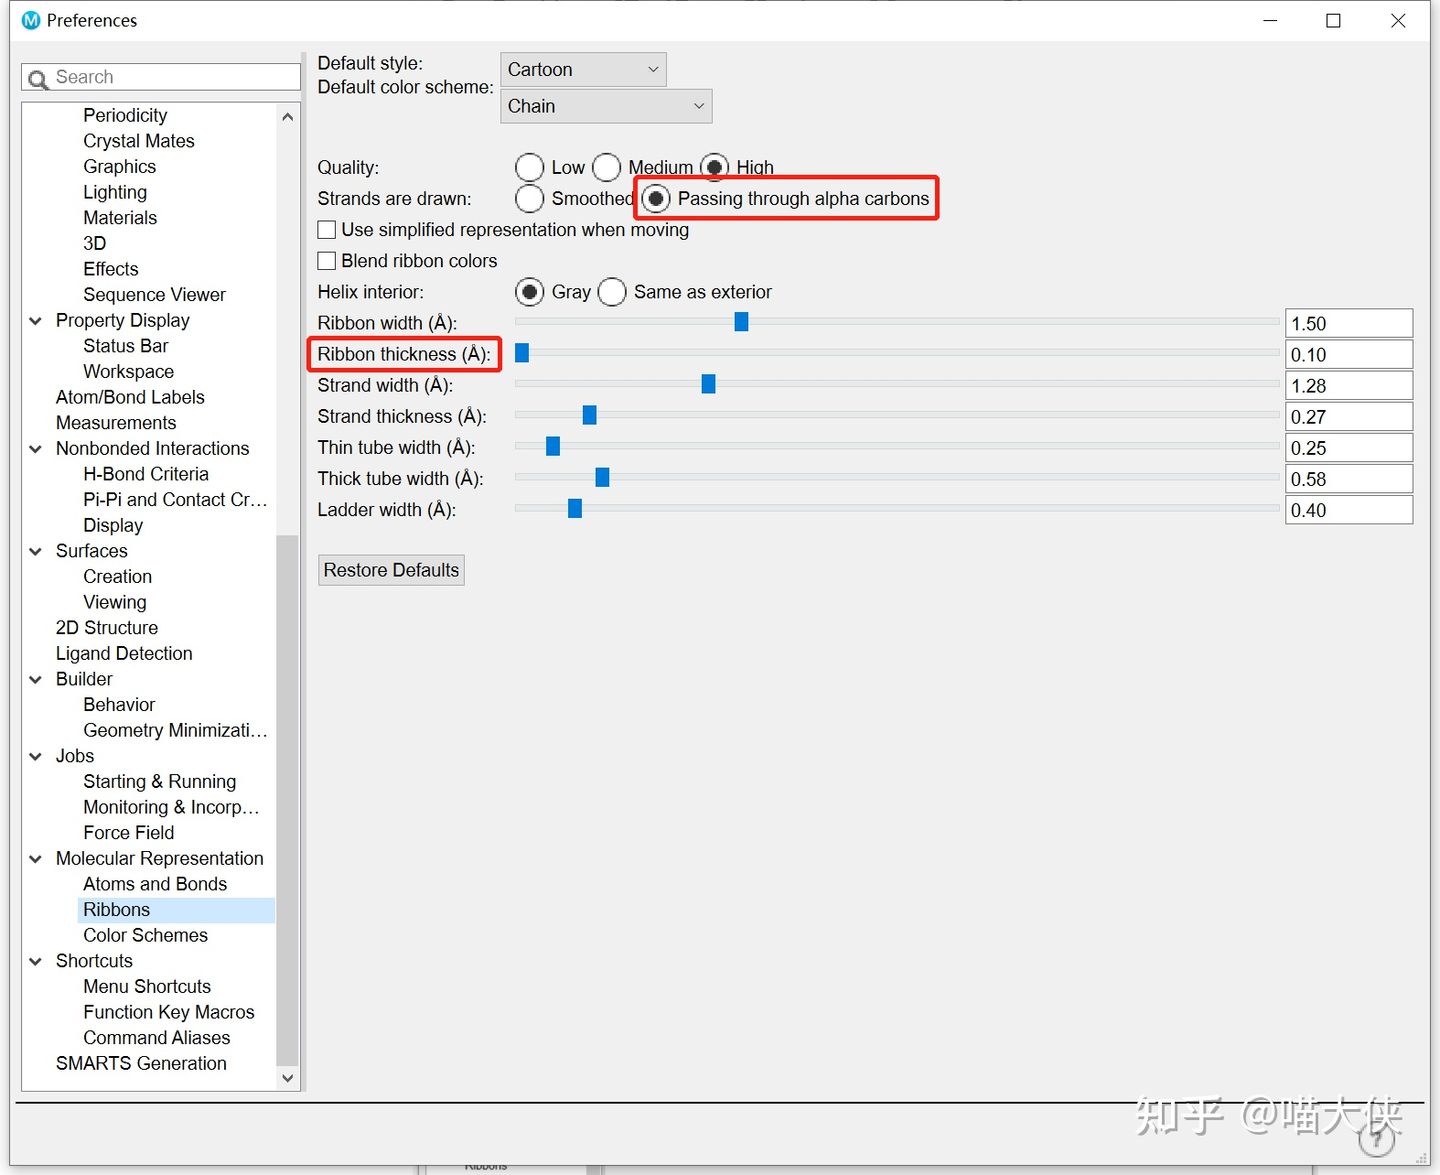 Preferences
Search
Periodicity
Crystal Mates
Graphics
Lighting
Materials
3D
Effects
Sequence Viewer
Property Display
Status Bar
Workspace
Atom/Bond Labels
Measurements
Nonbonded Interactions
H-Bond Criteria
Pi-Pi and Contact Cr...
Display
Surfaces
Creation
Viewing
2D Structure
Ligand Detection
Builder
Behavior
Geometry Minimizati...
Jobs
Starting & Running
Monitoring & Incorp...
Force Field
Molecular Representation
Atoms and Bonds
Ribbons
Color Schemes
Shortcuts
Menu Shortcuts
Function Key Macros
Command Aliases
SMARTS Generation
Default style: Cartoon
Default color scheme: Chain
Quality: Low Medium High
Strands are drawn: Smoothed Passing through alpha carbons
Use simplified representation when moving
Blend ribbon colors
Helix interior: Gray Same as exterior
Ribbon width (Å): 1.50
Ribbon thickness (Å): 0.10
Strand width (Å): 1.28
Strand thickness (Å): 0.27
Thin tube width (Å): 0.25
Thick tube width (Å): 0.58
Ladder width (Å): 0.40
Restore Defaults
知乎 @喵大侠
?
Ribbons